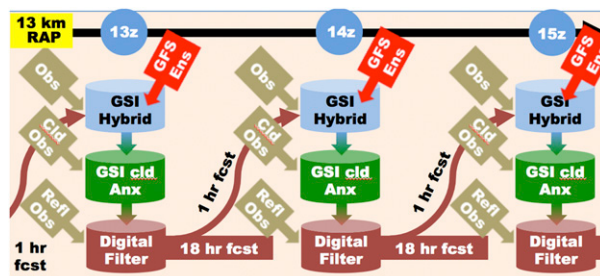 13 km
RAP
13z
14z
15z
GFS
Ens
GFS
Ens
GFS
Ens
Obs
GSI
Hybrid
Obs
GSI
Hybrid
Obs
GSI
Hybrid
Cld
Obs
GSI cld
Anx
Cld
Obs
GSI cld
Anx
Cld
Obs
GSI cld
Anx
1 hr fcst
1 hr fcst
Refl
Obs
Refl
Obs
Refl
Obs
1 hr
fcst
Digital
Filter
18 hr fcst
Digital
Filter
18 hr fcst
Digital
Filter